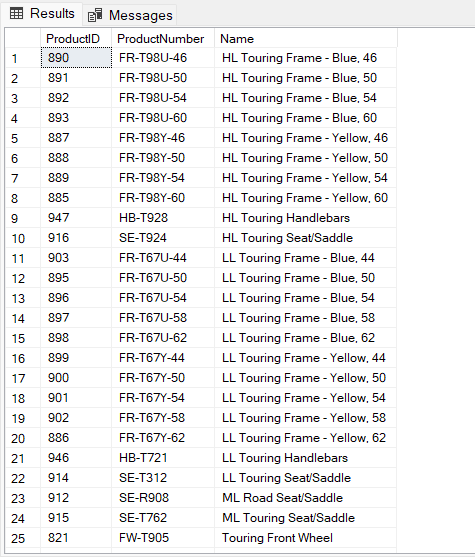 Results Messages
ProductID ProductNumber Name
1 890 FR-T98U-46 HL Touring Frame - Blue, 46
2 891 FR-T98U-50 HL Touring Frame - Blue, 50
3 892 FR-T98U-54 HL Touring Frame - Blue, 54
4 893 FR-T98U-60 HL Touring Frame - Blue, 60
5 887 FR-T98Y-46 HL Touring Frame - Yellow, 46
6 888 FR-T98Y-50 HL Touring Frame - Yellow, 50
7 889 FR-T98Y-54 HL Touring Frame - Yellow, 54
8 885 FR-T98Y-60 HL Touring Frame - Yellow, 60
9 947 HB-T928 HL Touring Handlebars
10 916 SE-T924 HL Touring Seat/Saddle
11 903 FR-T67U-44 LL Touring Frame - Blue, 44
12 895 FR-T67U-50 LL Touring Frame - Blue, 50
13 896 FR-T67U-54 LL Touring Frame - Blue, 54
14 897 FR-T67U-58 LL Touring Frame - Blue, 58
15 898 FR-T67U-62 LL Touring Frame - Blue, 62
16 899 FR-T67Y-44 LL Touring Frame - Yellow, 44
17 900 FR-T67Y-50 LL Touring Frame - Yellow, 50
18 901 FR-T67Y-54 LL Touring Frame - Yellow, 54
19 902 FR-T67Y-58 LL Touring Frame - Yellow, 58
20 886 FR-T67Y-62 LL Touring Frame - Yellow, 62
21 946 HB-T721 LL Touring Handlebars
22 914 SE-T312 LL Touring Seat/Saddle
23 912 SE-R908 ML Road Seat/Saddle
24 915 SE-T762 ML Touring Seat/Saddle
25 821 FW-T905 Touring Front Wheel